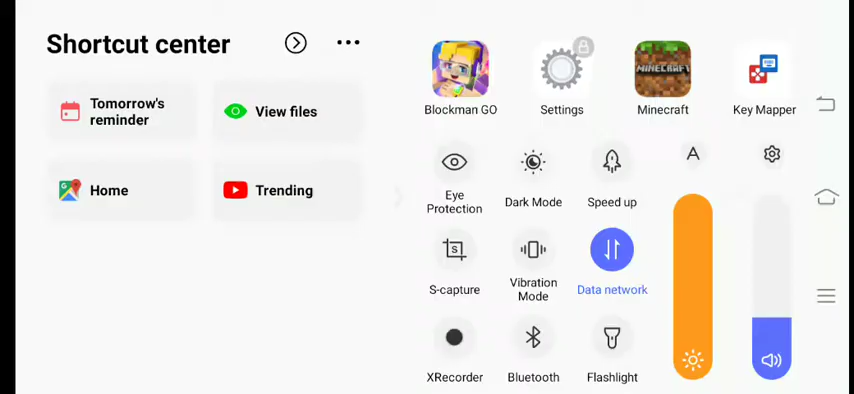 Shortcut center
Tomorrow's
reminder
View files
Home
Trending
Blockman GO
Settings
MINECRAFT
Minecraft
Key Mapper
Eye
Protection
Dark Mode
Speed up
A
S
S-capture
Vibration
Mode
Data network
XRecorder
Bluetooth
Flashlight